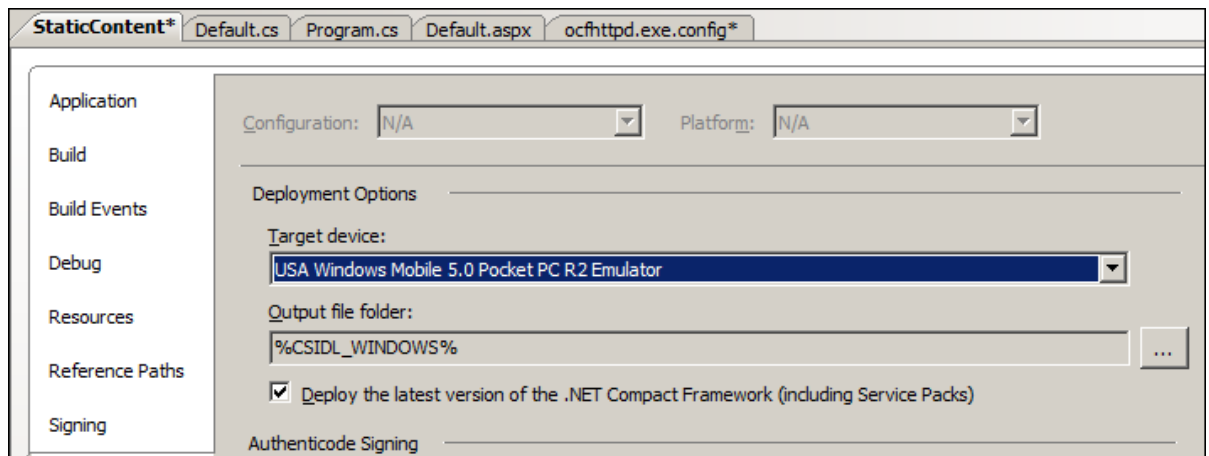 StaticContent* Default.cs Program.cs Default.aspx ocfhttpd.exe.config*
Application
Configuration: N/A Platform: N/A
Build
Deployment Options
Build Events
Target device:
Debug
USA Windows Mobile 5.0 Pocket PC R2 Emulator
Resources
Output file folder:
%CSIDL_WINDOWS% ...
Reference Paths
Deploy the latest version of the .NET Compact Framework (including Service Packs)
Signing
Authenticode Signing